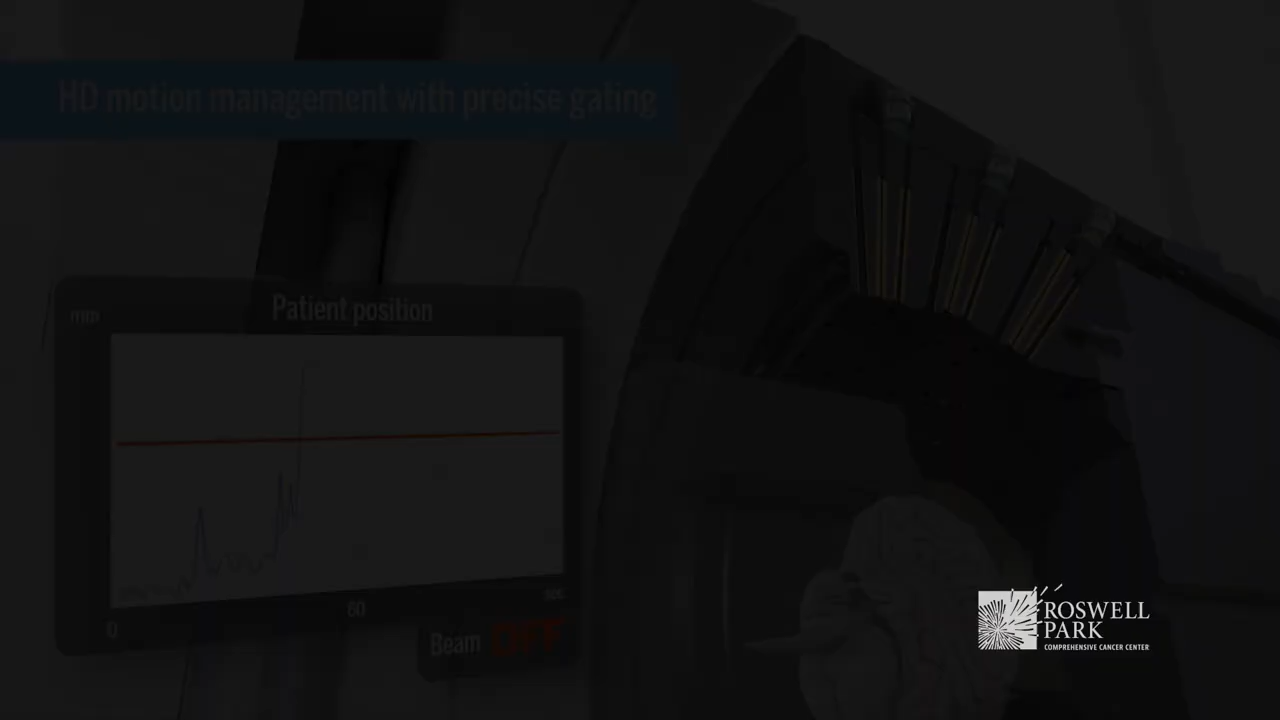 HD motion management with precise gating
mm
Patient position
0
60
sec
Beam OFF
ROSWELL
PARK
COMPREHENSIVE CANCER CENTER